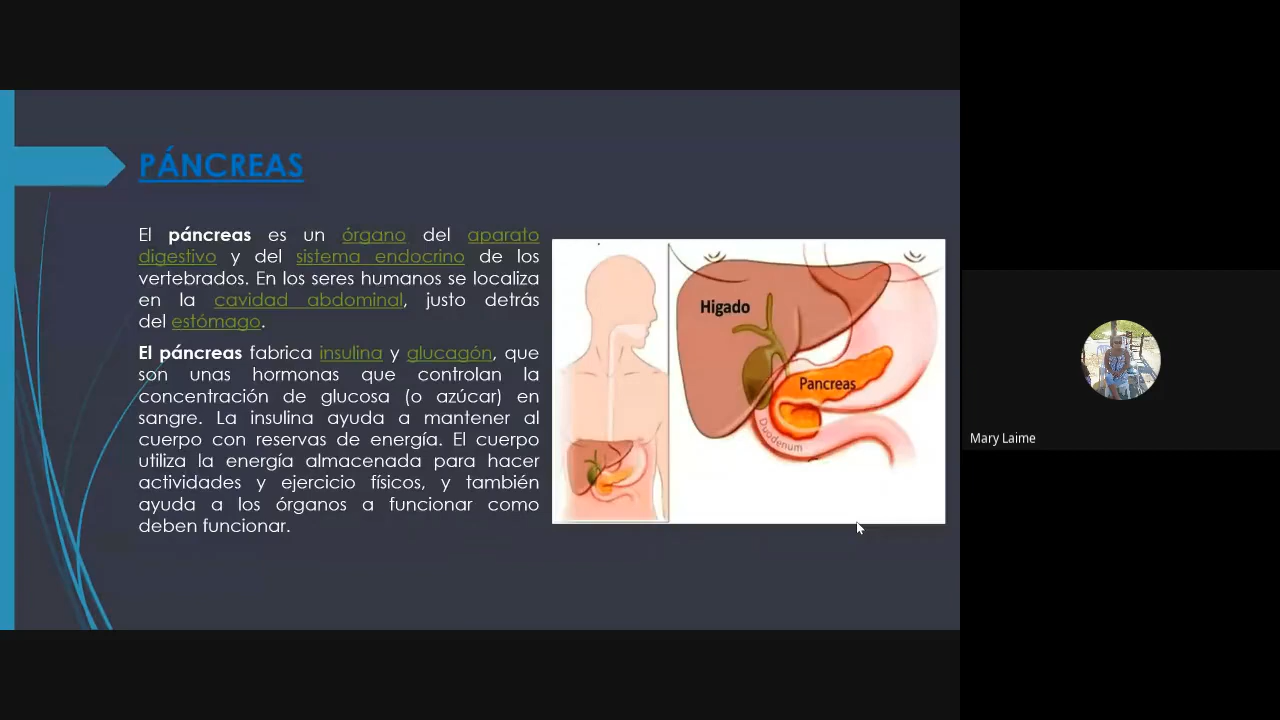 PÁNCREAS
El páncreas es un órgano del aparato
digestivo y del sistema endocrino de los
vertebrados. En los seres humanos se localiza
en la cavidad abdominal, justo detrás
del estómago.
El páncreas fabrica insulina y glucagón, que
son unas hormonas que controlan la
concentración de glucosa (o azúcar) en
sangre. La insulina ayuda a mantener al
cuerpo con reservas de energía. El cuerpo
utiliza la energía almacenada para hacer
actividades y ejercicio físicos, y también
ayuda a los órganos a funcionar como
deben funcionar.
Higado
Pancreas
Duodenum
Mary Laime